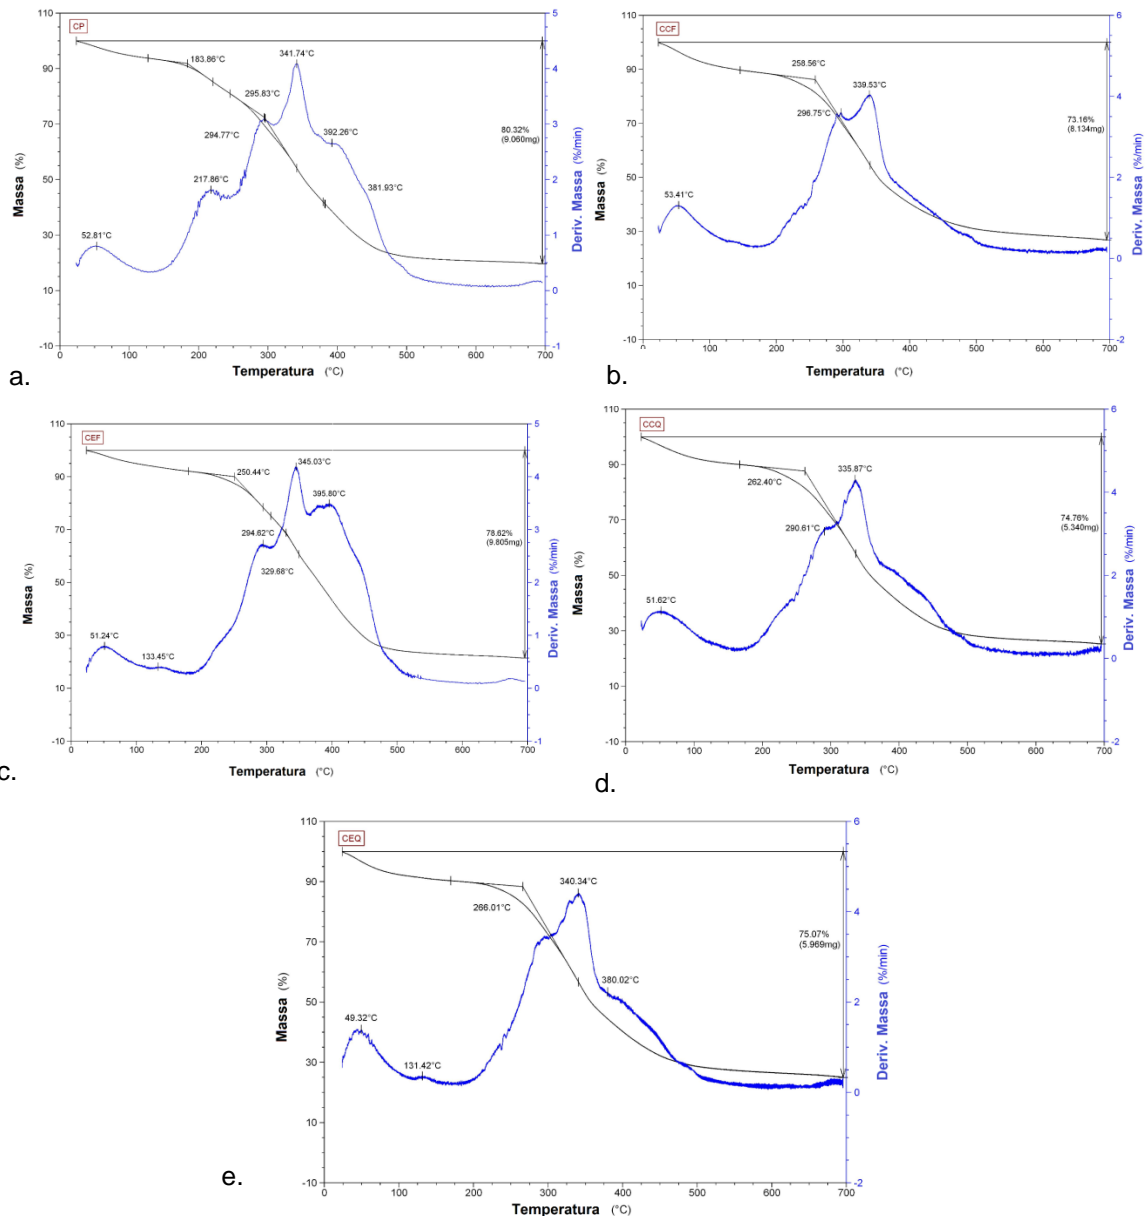 CP
110
90
70
50
30
10
-10
Massa (%)
0
100
200
300
400
500
600
700
Temperatura (°C)
5
4
3
2
1
0
-1
Deriv. Massa (%/min)
52.81°C
183.86°C
217.86°C
294.77°C
295.83°C
341.74°C
392.26°C
381.93°C
80.32%
(9.060mg)
a.
CCF
110
90
70
50
30
10
-10
Massa (%)
0
100
200
300
400
500
600
700
Temperatura (°C)
6
4
2
0
-2
Deriv. Massa (%/min)
53.41°C
258.56°C
296.75°C
339.53°C
73.16%
(8.134mg)
b.
CEF
110
90
70
50
30
10
-10
Massa (%)
0
100
200
300
400
500
600
700
Temperatura (°C)
5
4
3
2
1
0
-1
Deriv. Massa (%/min)
51.24°C
133.45°C
250.44°C
294.62°C
329.68°C
345.03°C
395.80°C
78.62%
(9.805mg)
c.
CCQ
110
90
70
50
30
10
-10
Massa (%)
0
100
200
300
400
500
600
700
Temperatura (°C)
6
4
2
0
-2
Deriv. Massa (%/min)
51.62°C
262.40°C
290.61°C
335.87°C
74.76%
(5.340mg)
d.
CEQ
110
90
70
50
30
10
-10
Massa (%)
0
100
200
300
400
500
600
700
Temperatura (°C)
6
5
4
3
2
1
0
-1
-2
Deriv. Massa (%/min)
49.32°C
131.42°C
266.01°C
340.34°C
380.02°C
75.07%
(5.969mg)
e.